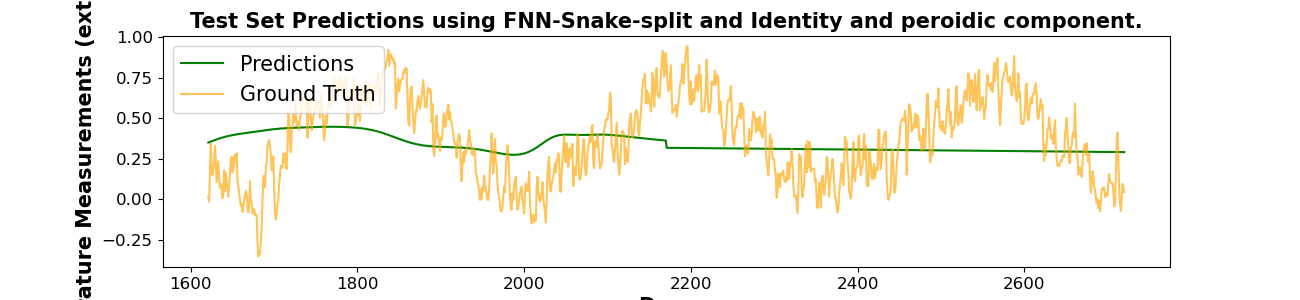 Test Set Predictions using FNN-Snake-split and Identity and peroidic component.
rature Measurements (ext
1.00
0.75
0.50
0.25
0.00
−0.25
Predictions
Ground Truth
1600 1800 2000 2200 2400 2600